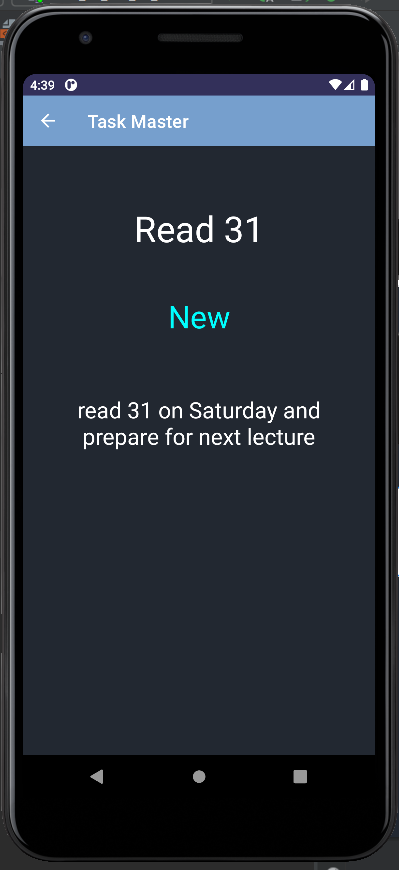 4:39
Task Master
Read 31
New
read 31 on Saturday and
prepare for next lecture